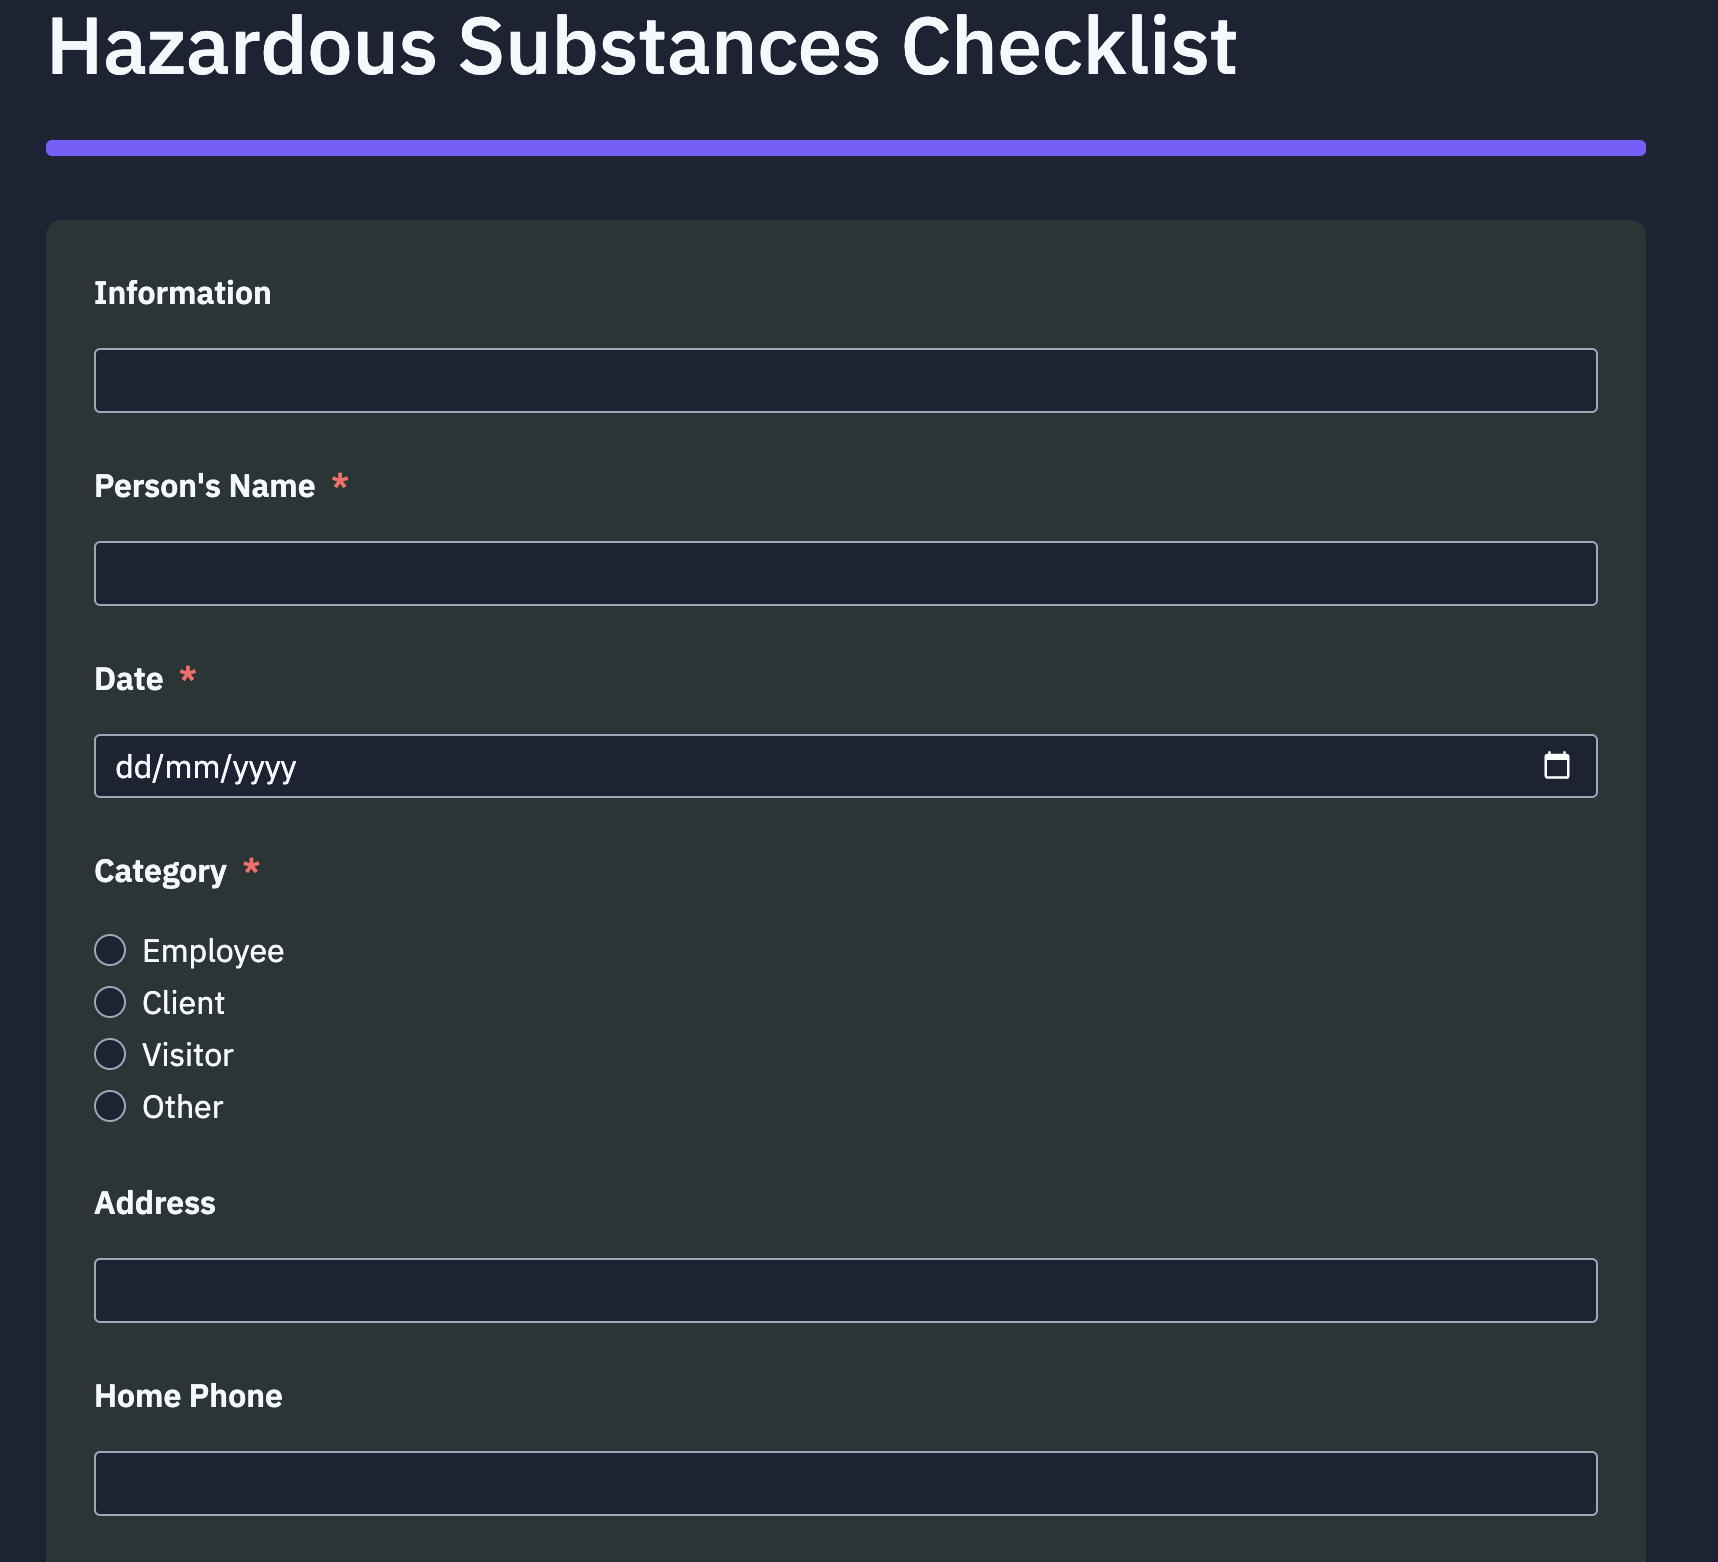 Hazardous Substances Checklist
Information
Person's Name *
Date *
dd/mm/yyyy
Category *
Employee
Client
Visitor
Other
Address
Home Phone